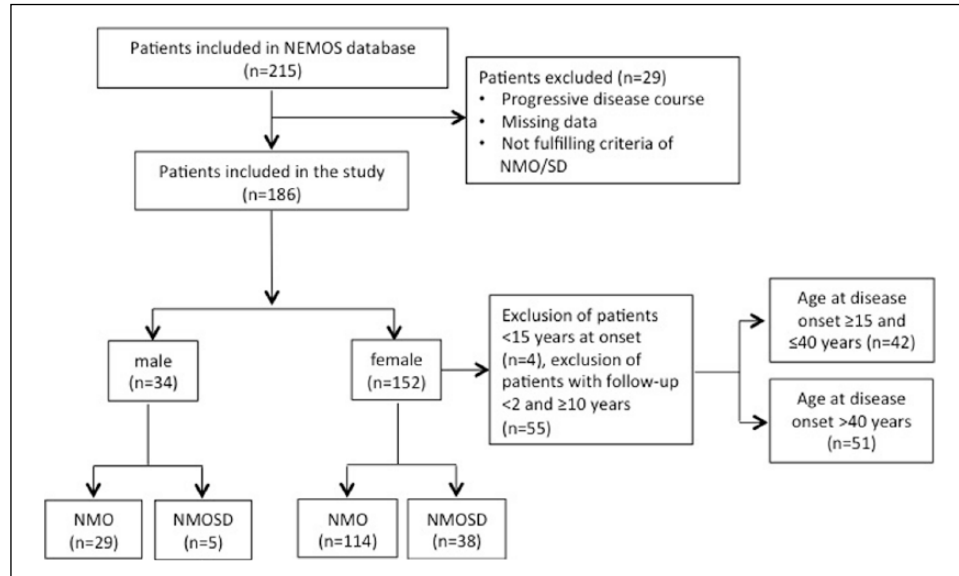 Patients included in NEMOS database
(n=215)
Patients excluded (n=29)
• Progressive disease course
• Missing data
• Not fulfilling criteria of
NMO/SD
Patients included in the study
(n=186)
male
(n=34)
female
(n=152)
Exclusion of patients
<15 years at onset
(n=4), exclusion of
patients with follow-up
<2 and ≥10 years
(n=55)
Age at disease
onset ≥15 and
≤40 years (n=42)
Age at disease
onset >40 years
(n=51)
NMO
(n=29)
NMOSD
(n=5)
NMO
(n=114)
NMOSD
(n=38)